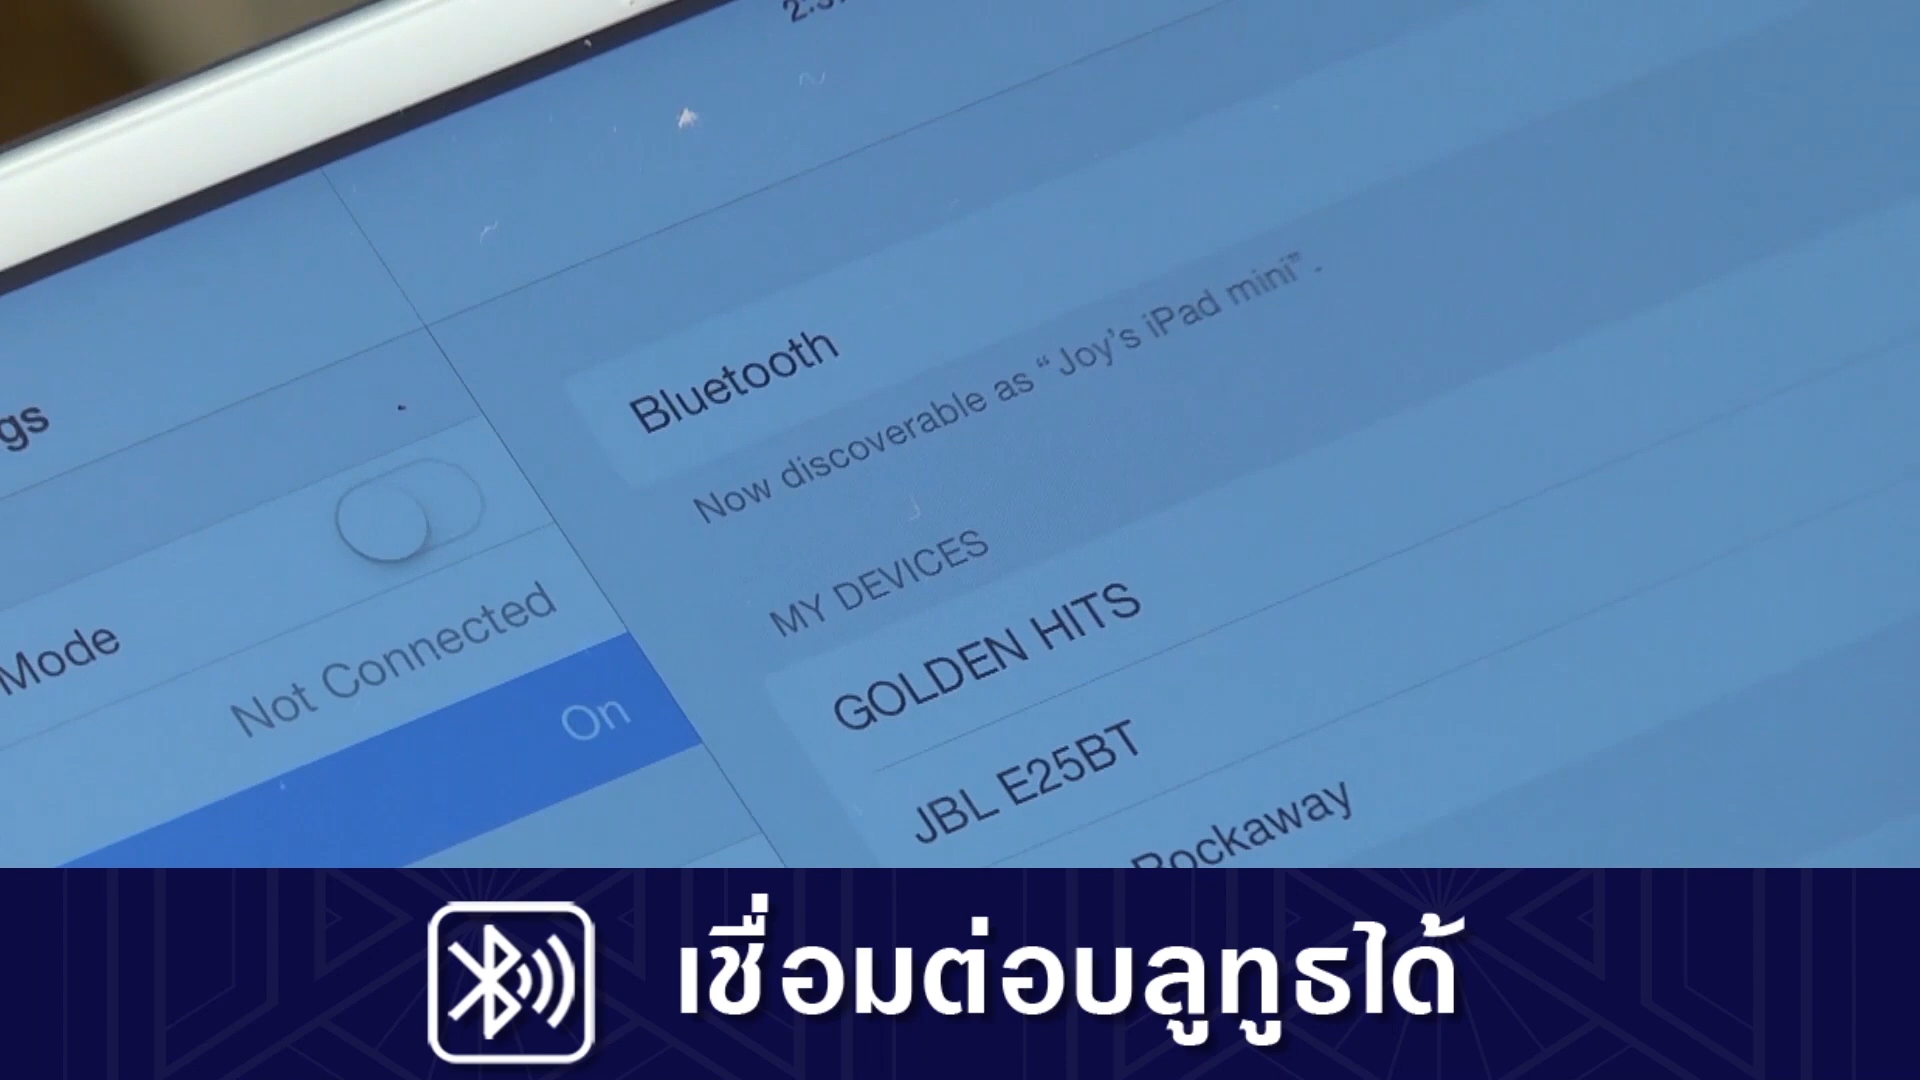 Bluetooth
Now discoverable as “Joy’s iPad mini”.
MY DEVICES
GOLDEN HITS
JBL E25BT
Rockaway
gs
Mode
Not Connected
On
เชื่อมต่อบลูทูธได้